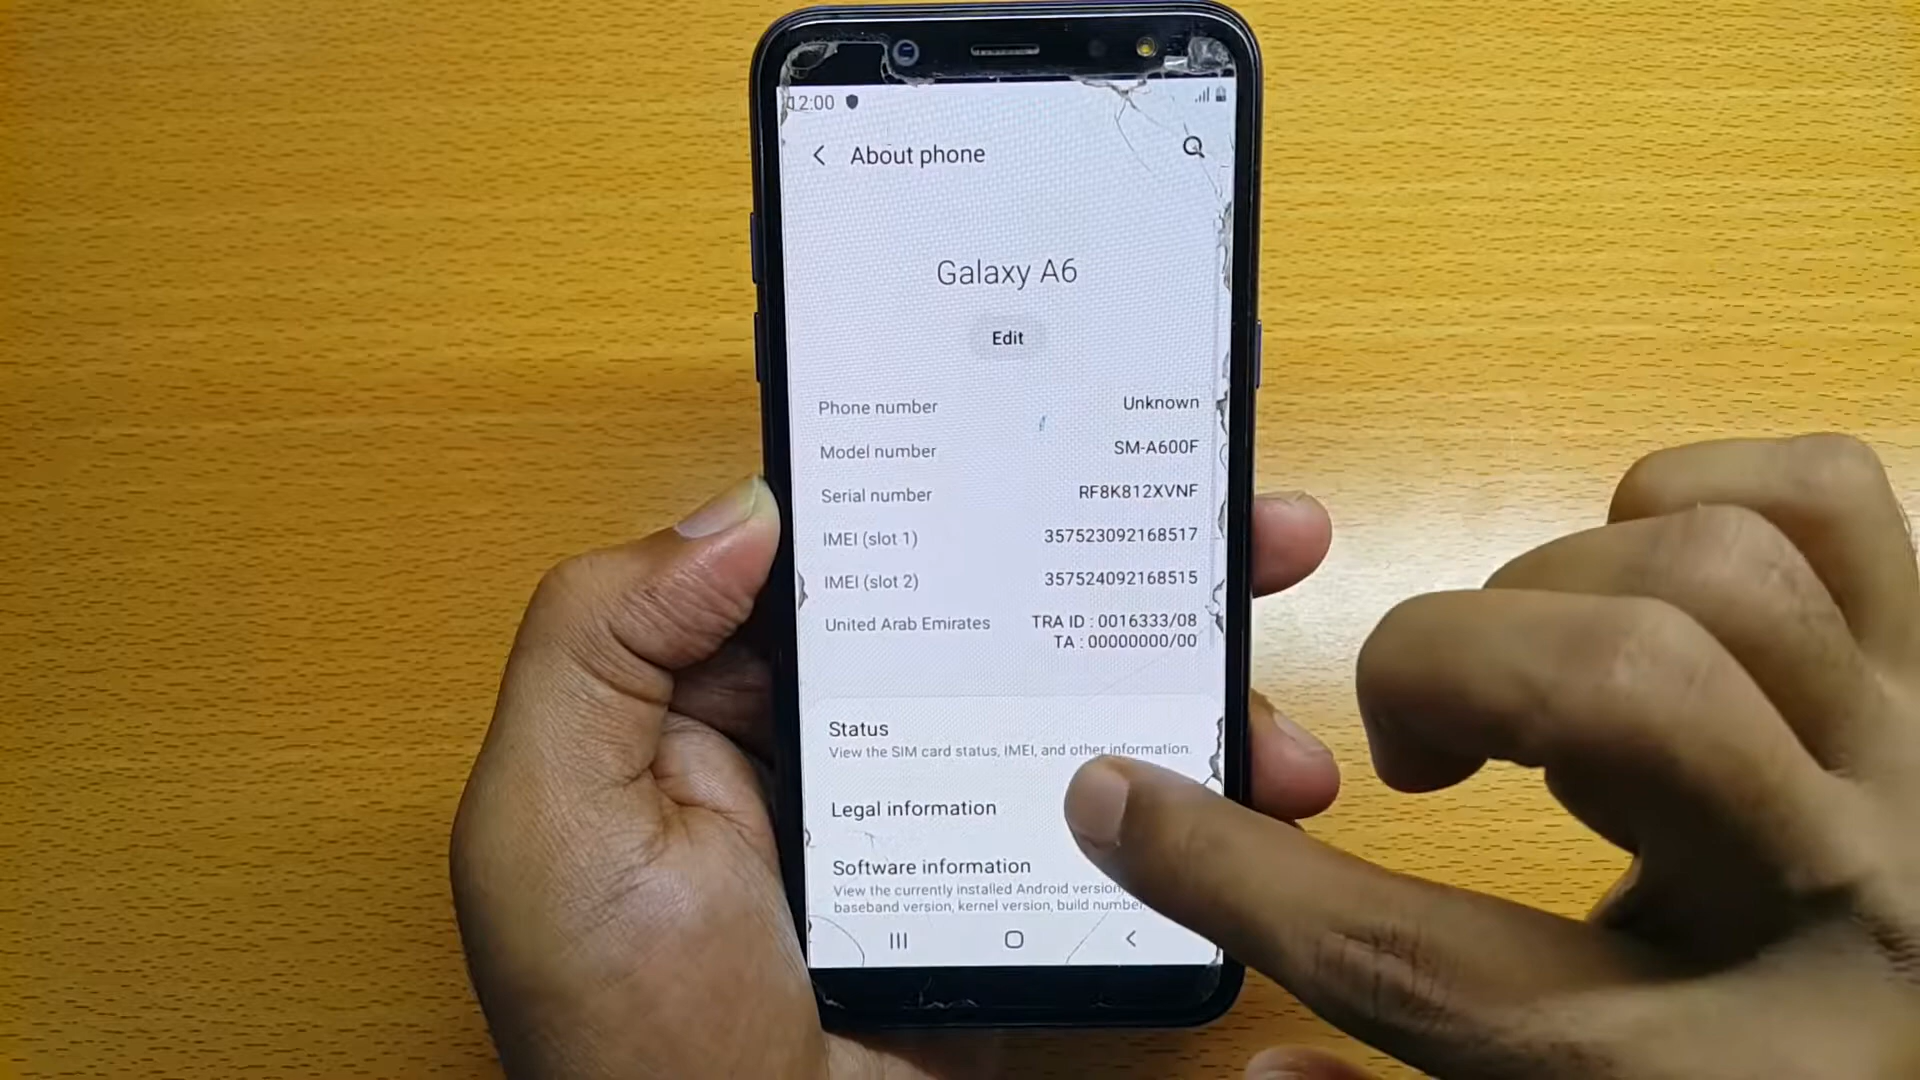 12:00
About phone
Galaxy A6
Edit
Phone number Unknown
Model number SM-A600F
Serial number RF8K812XVNF
IMEI (slot 1) 357523092168517
IMEI (slot 2) 357524092168515
United Arab Emirates TRA ID : 0016333/08
TA : 00000000/00
Status
View the SIM card status, IMEI, and other information.
Legal information
Software information
View the currently installed Android version,
baseband version, kernel version, build number,